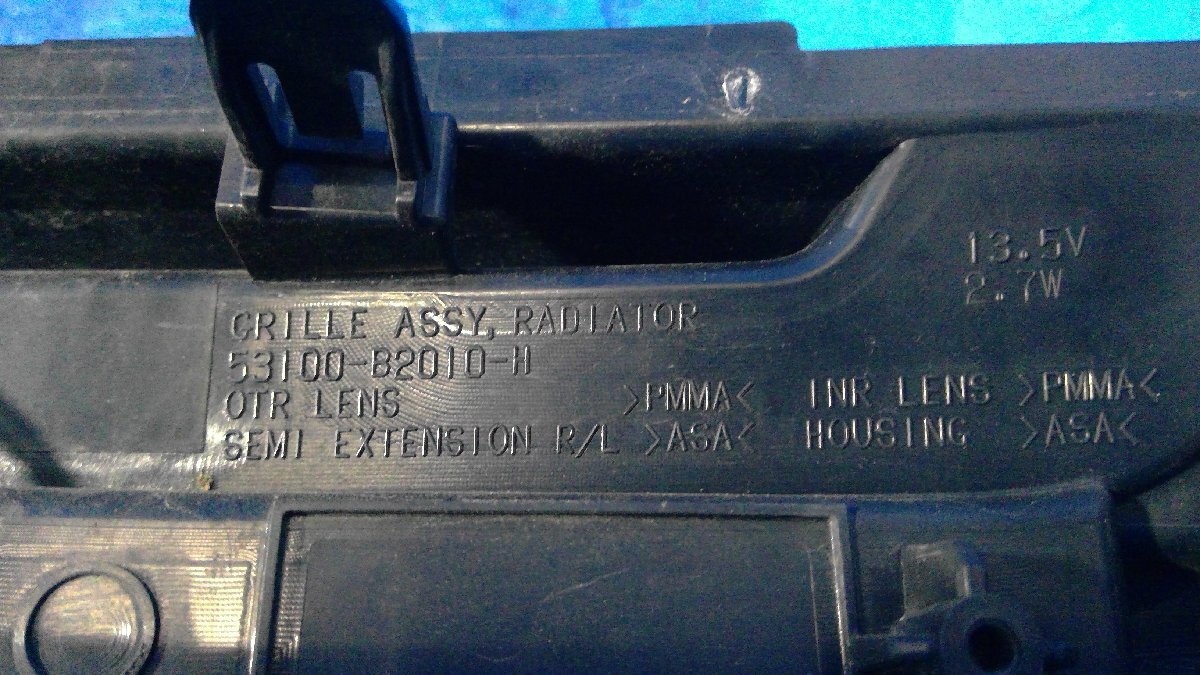 13.5V
2.7W
GRILLE ASSY, RADIATOR
53100-B2010-H
OTR LENS >PMMA< INR LENS >PMMA<
SEMI EXTENSION R/L >ASA< HOUSING >ASA<